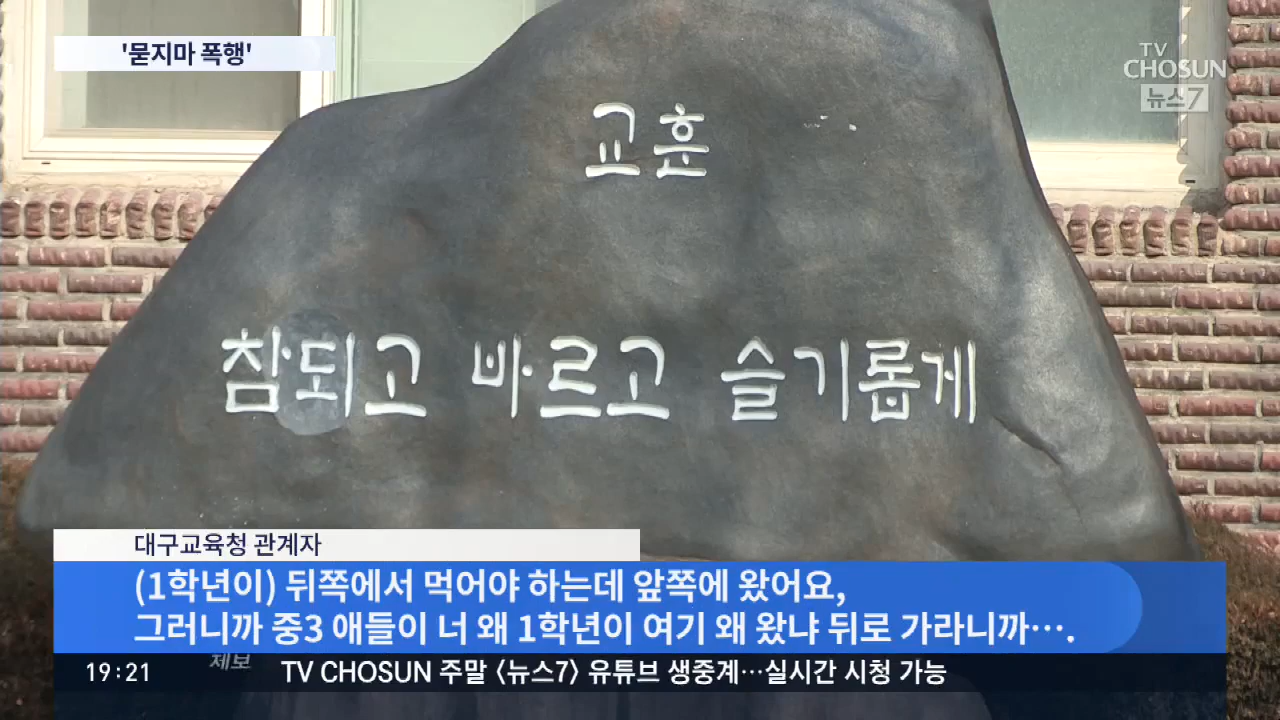 '묻지마 폭행'
TV
CHOSUN
뉴스7
교훈
참되고 바르고 슬기롭게
대구교육청 관계자
(1학년이) 뒤쪽에서 먹어야 하는데 앞쪽에 왔어요,
그러니까 중3 애들이 너 왜 1학년이 여기 왜 왔냐 뒤로 가라니까….
19:21 제보 TV CHOSUN 주말 〈뉴스7〉 유튜브 생중계…실시간 시청 가능